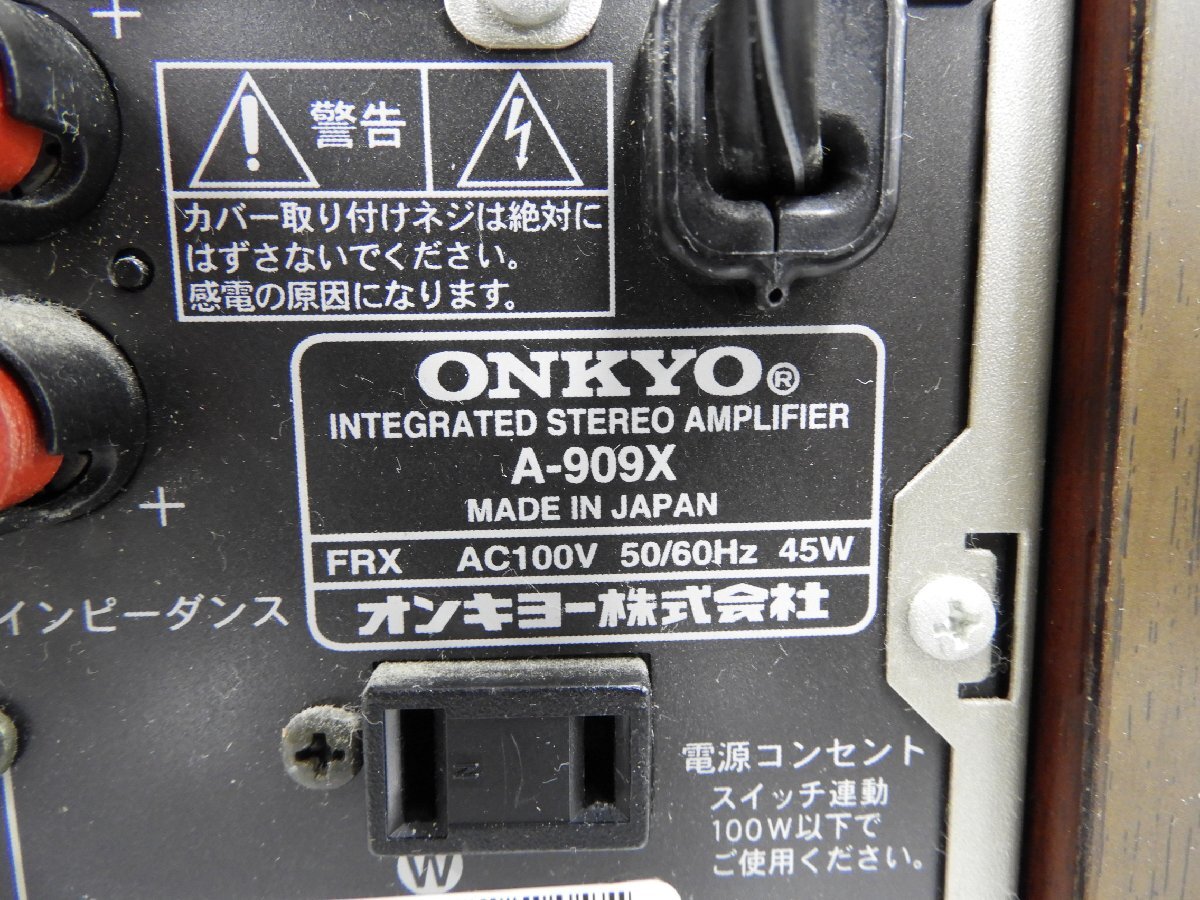 警告
カバー取り付けネジは絶対に
はずさないでください。
感電の原因になります。
ONKYO®
INTEGRATED STEREO AMPLIFIER
A-909X
MADE IN JAPAN
FRX AC100V 50/60Hz 45W
オンキヨー株式会社
インピーダンス
電源コンセント
スイッチ連動
100W以下で
ご使用ください。
W